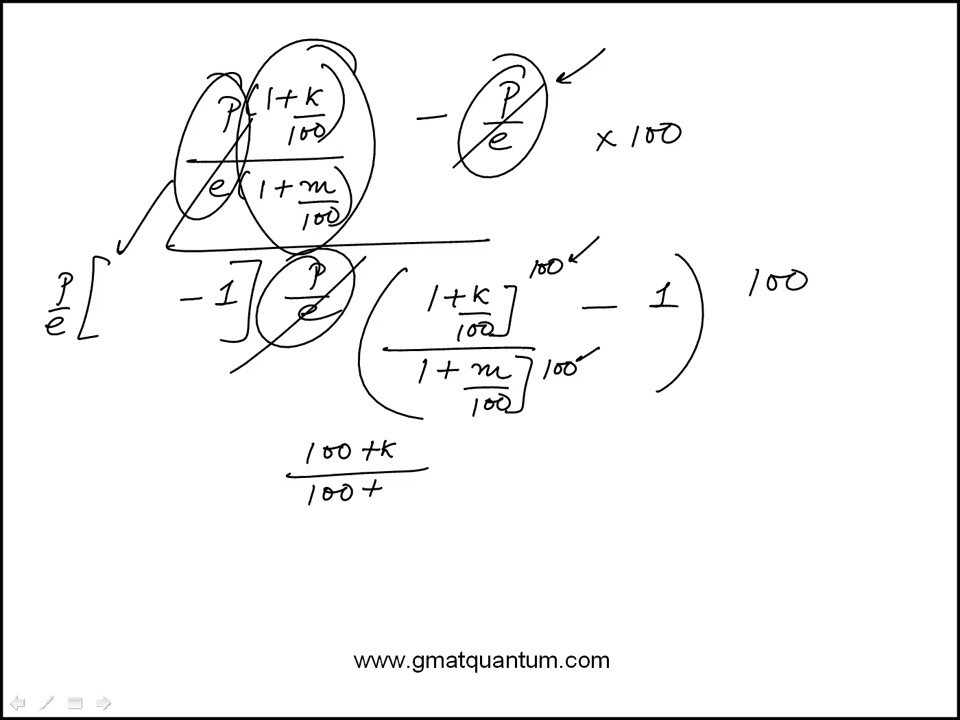 P(1+k/100) / e(1+m/100) − P/e × 100
P/e [ −1] P/e ( (1+k/100]100 / 1+m/100]100) − 1 ) 100
100+k
100+
www.gmatquantum.com